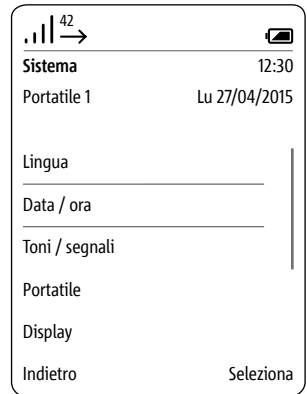 42
Sistema 12:30
Portatile 1 Lu 27/04/2015
Lingua
Data / ora
Toni / segnali
Portatile
Display
Indietro Seleziona